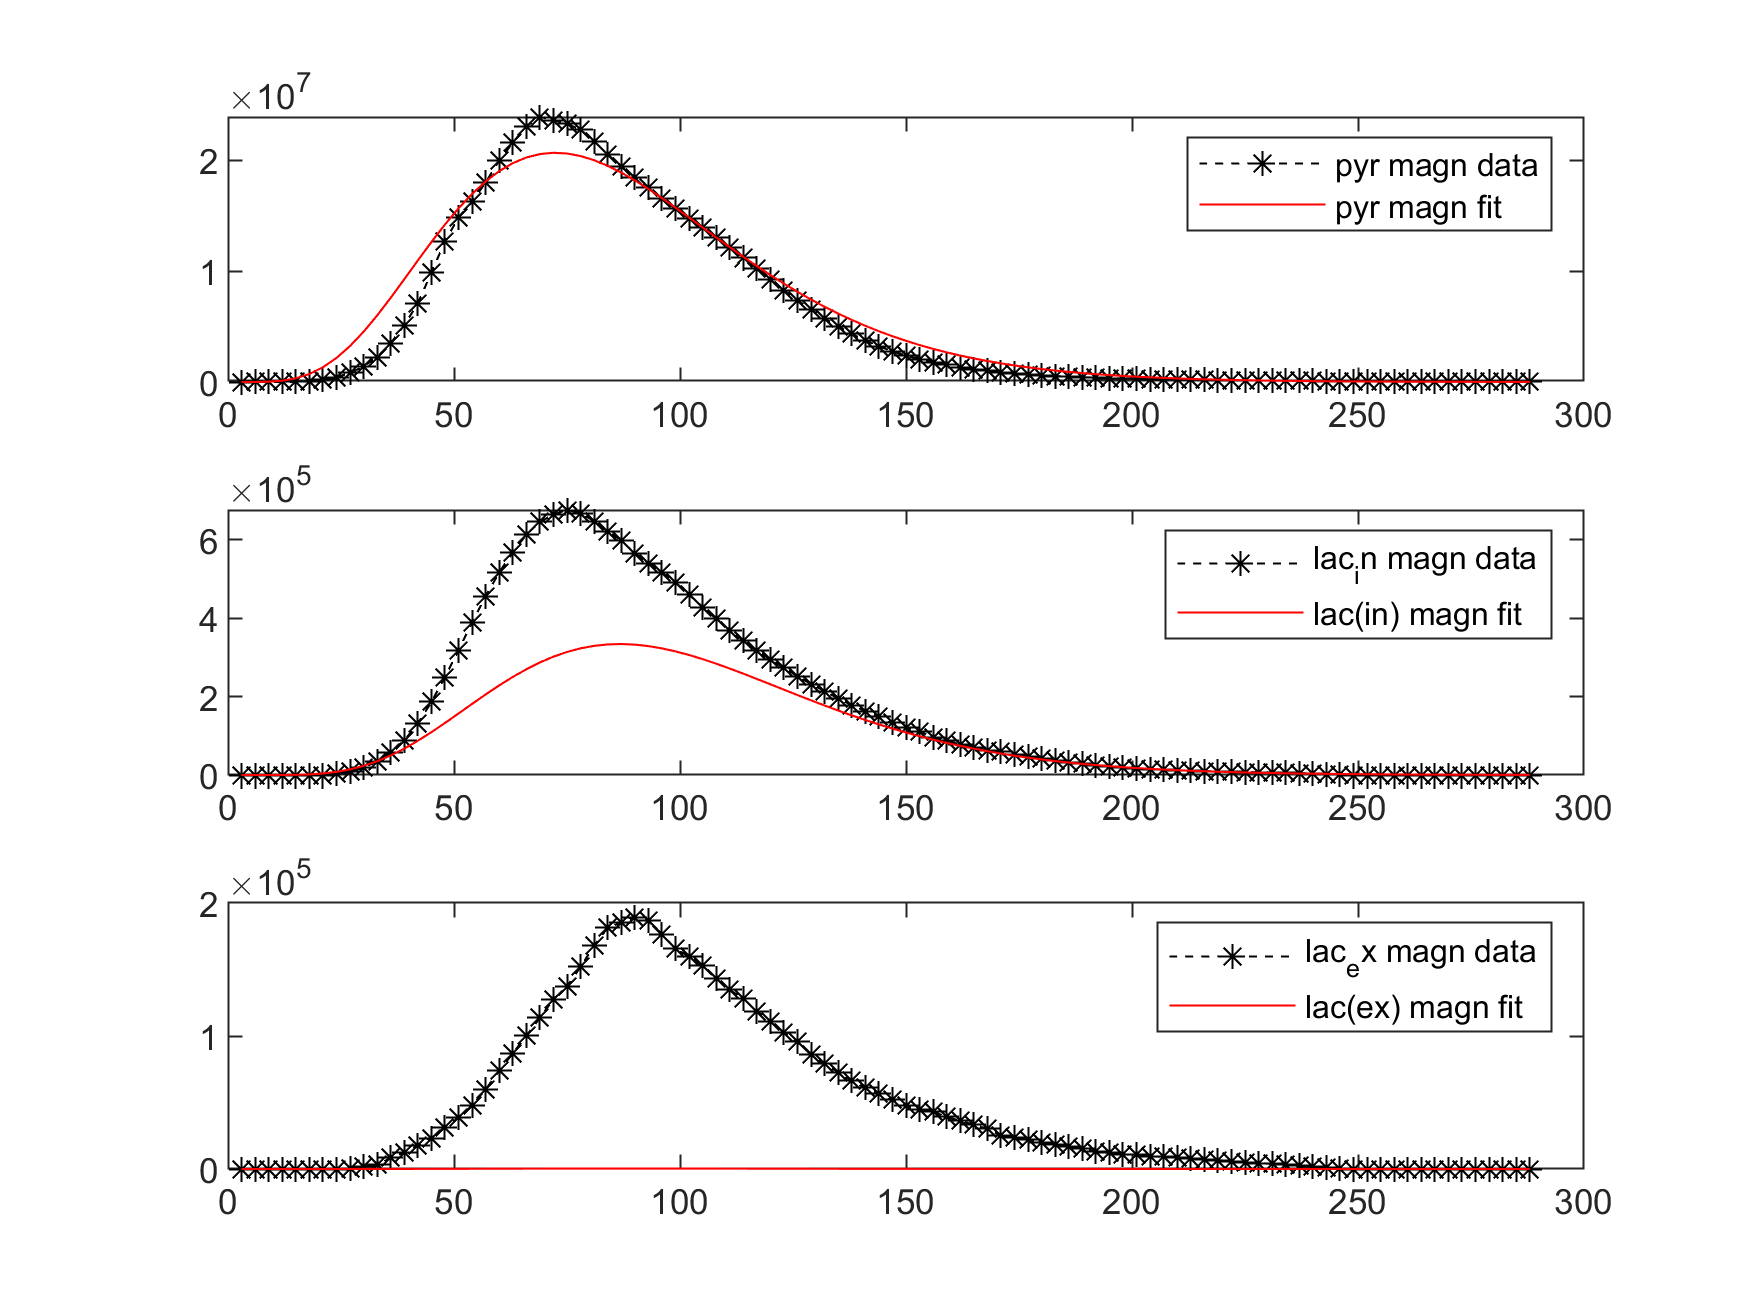 ×10^7
2
1
0
0 50 100 150 200 250 300
pyr magn data
pyr magn fit
×10^5
6
4
2
0
0 50 100 150 200 250 300
lac_in magn data
lac(in) magn fit
×10^5
2
1
0
0 50 100 150 200 250 300
lac_ex magn data
lac(ex) magn fit